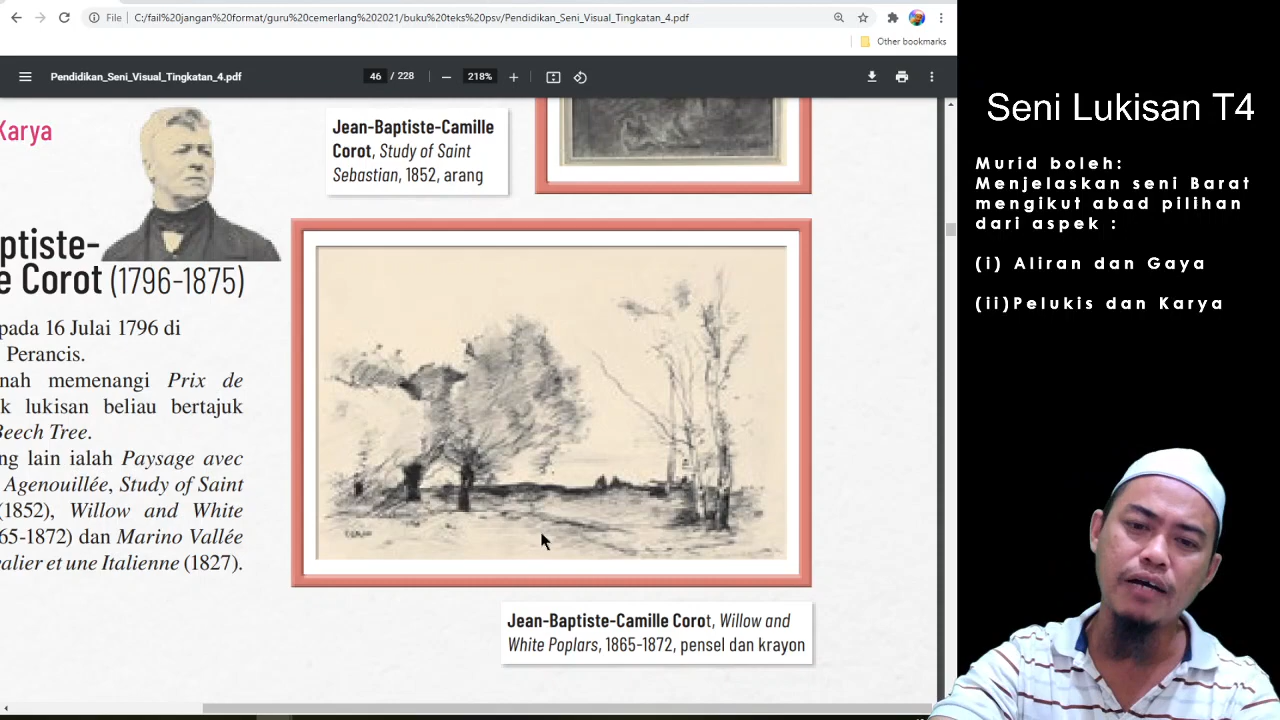 File
C:/fail%20jangan%20format/guru%20cemerlang%202021/buku%20teks%20psv/Pendidikan_Seni_Visual_Tingkatan_4.pdf
Other bookmarks
Pendidikan_Seni_Visual_Tingkatan_4.pdf
46 / 228
218%
Karya
ptiste-
e Corot (1796-1875)
pada 16 Julai 1796 di
Perancis.
nah memenangi Prix de
k lukisan beliau bertajuk
Beech Tree.
ng lain ialah Paysage avec
Agenouillée, Study of Saint
(1852), Willow and White
65-1872) dan Marino Vallée
alier et une Italienne (1827).
Jean-Baptiste-Camille
Corot, Study of Saint
Sebastian, 1852, arang
Jean-Baptiste-Camille Corot, Willow and
White Poplars, 1865-1872, pensel dan krayon
Seni Lukisan T4
Murid boleh:
Menjelaskan seni Barat
mengikut abad pilihan
dari aspek :
(i) Aliran dan Gaya
(ii)Pelukis dan Karya